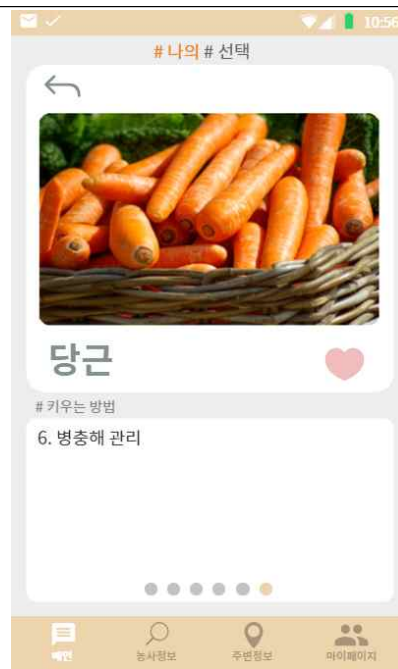 10:56
# 나의 # 선택
당근
# 키우는 방법
6. 병충해 관리
메인
농사정보
주변정보
마이페이지